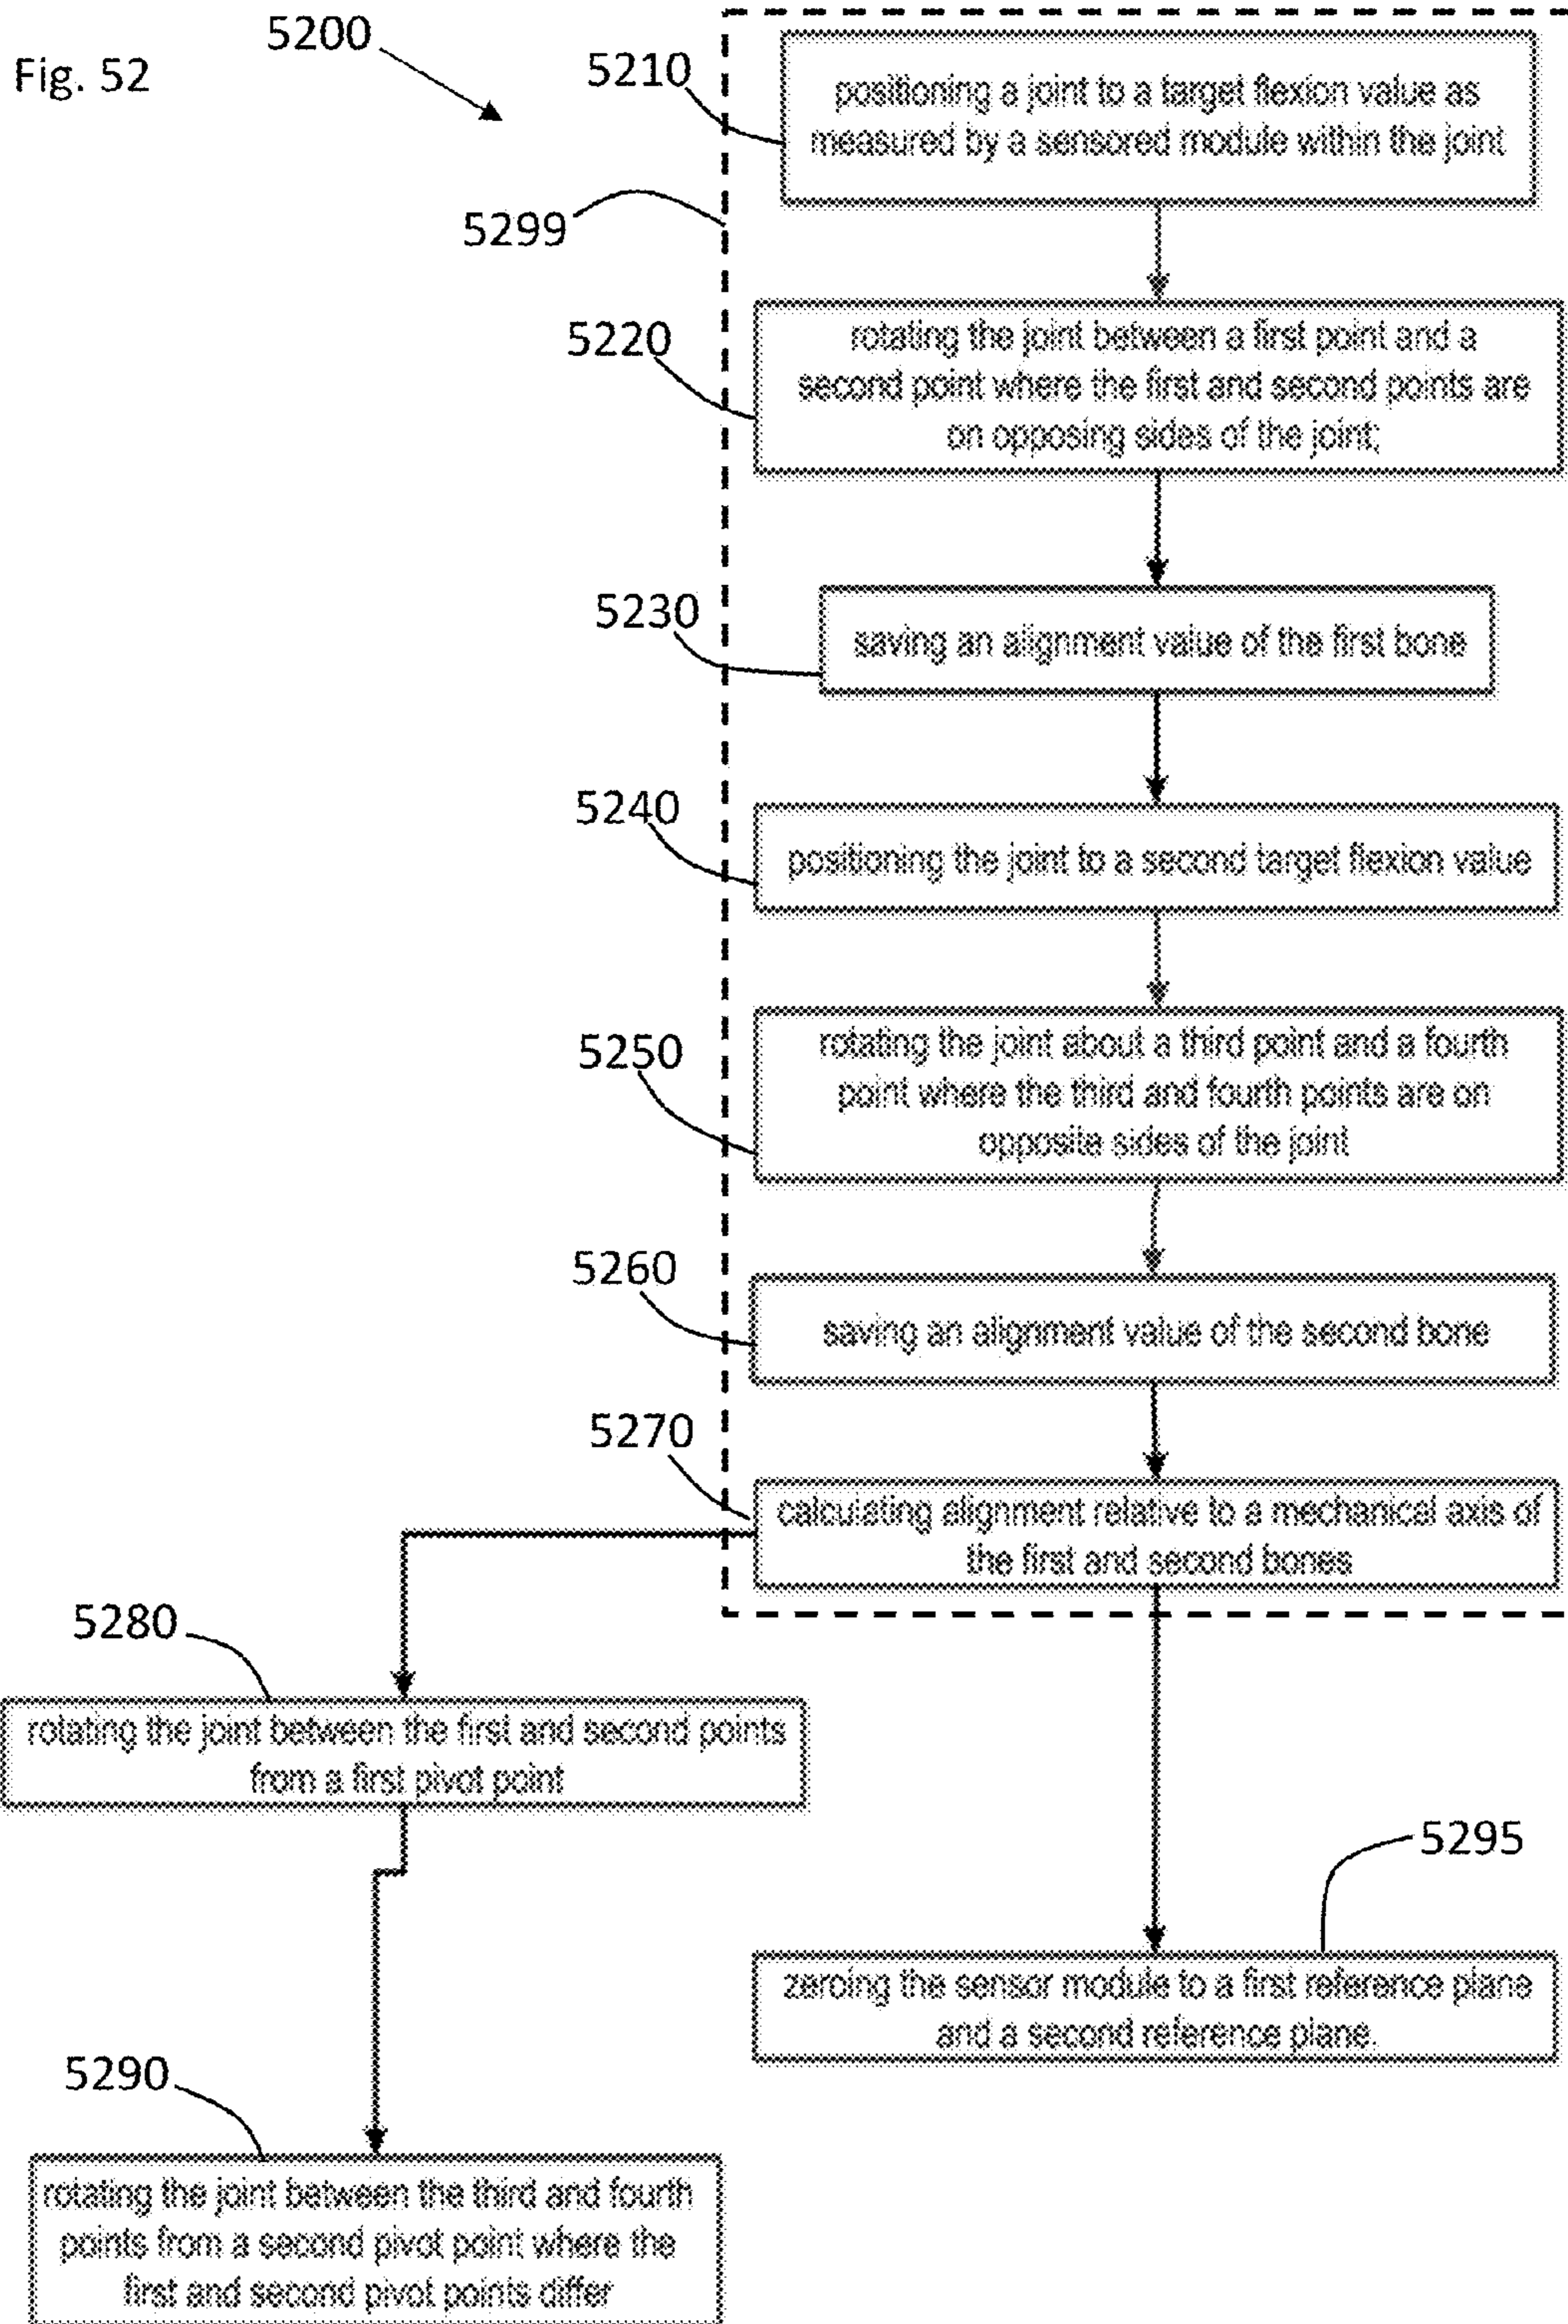 Fig. 52
5200
5210
positioning a joint to a target flexion value as
measured by a sensored module within the joint
5299
5220
rotating the joint between a first point and a
second point where the first and second points are
on opposing sides of the joint;
5230
saving an alignment value of the first bone
5240
positioning the joint to a second target flexion value
5250
rotating the joint about a third point and a fourth
point where the third and fourth points are on
opposite sides of the joint
5260
saving an alignment value of the second bone
5270
calculating alignment relative to a mechanical axis of
the first and second bones
5280
rotating the joint between the first and second points
from a first pivot point
5295
zeroing the sensor module to a first reference plane
and a second reference plane.
5290
rotating the joint between the third and fourth
points from a second pivot point where the
first and second pivot points differ